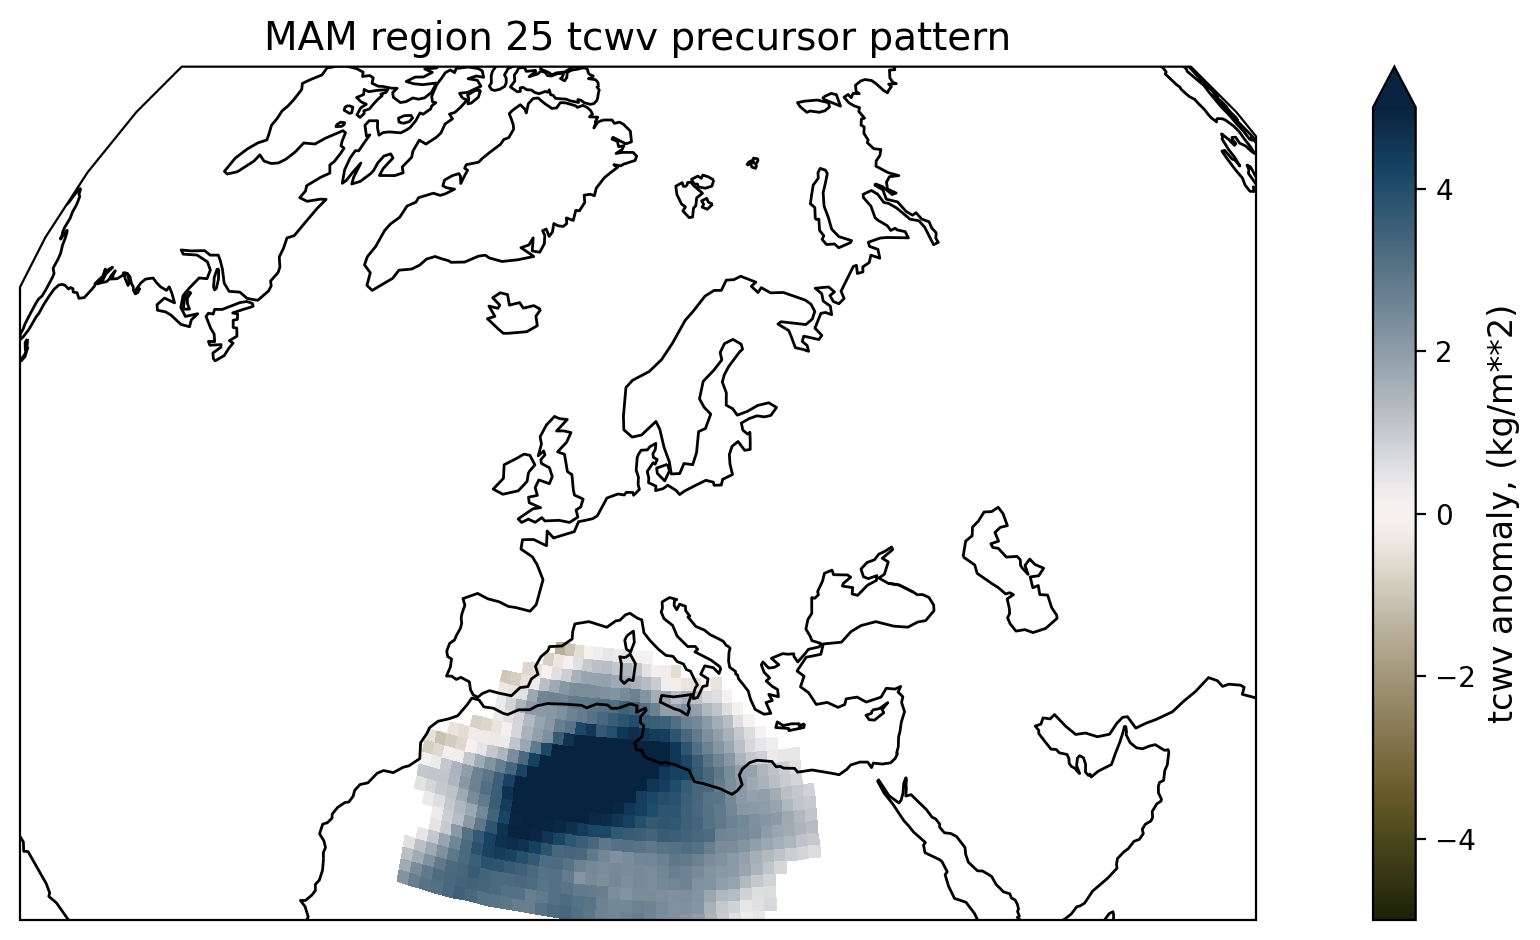 MAM region 25 tcwv precursor pattern
4
2
0
−2
−4
tcwv anomaly, (kg/m**2)